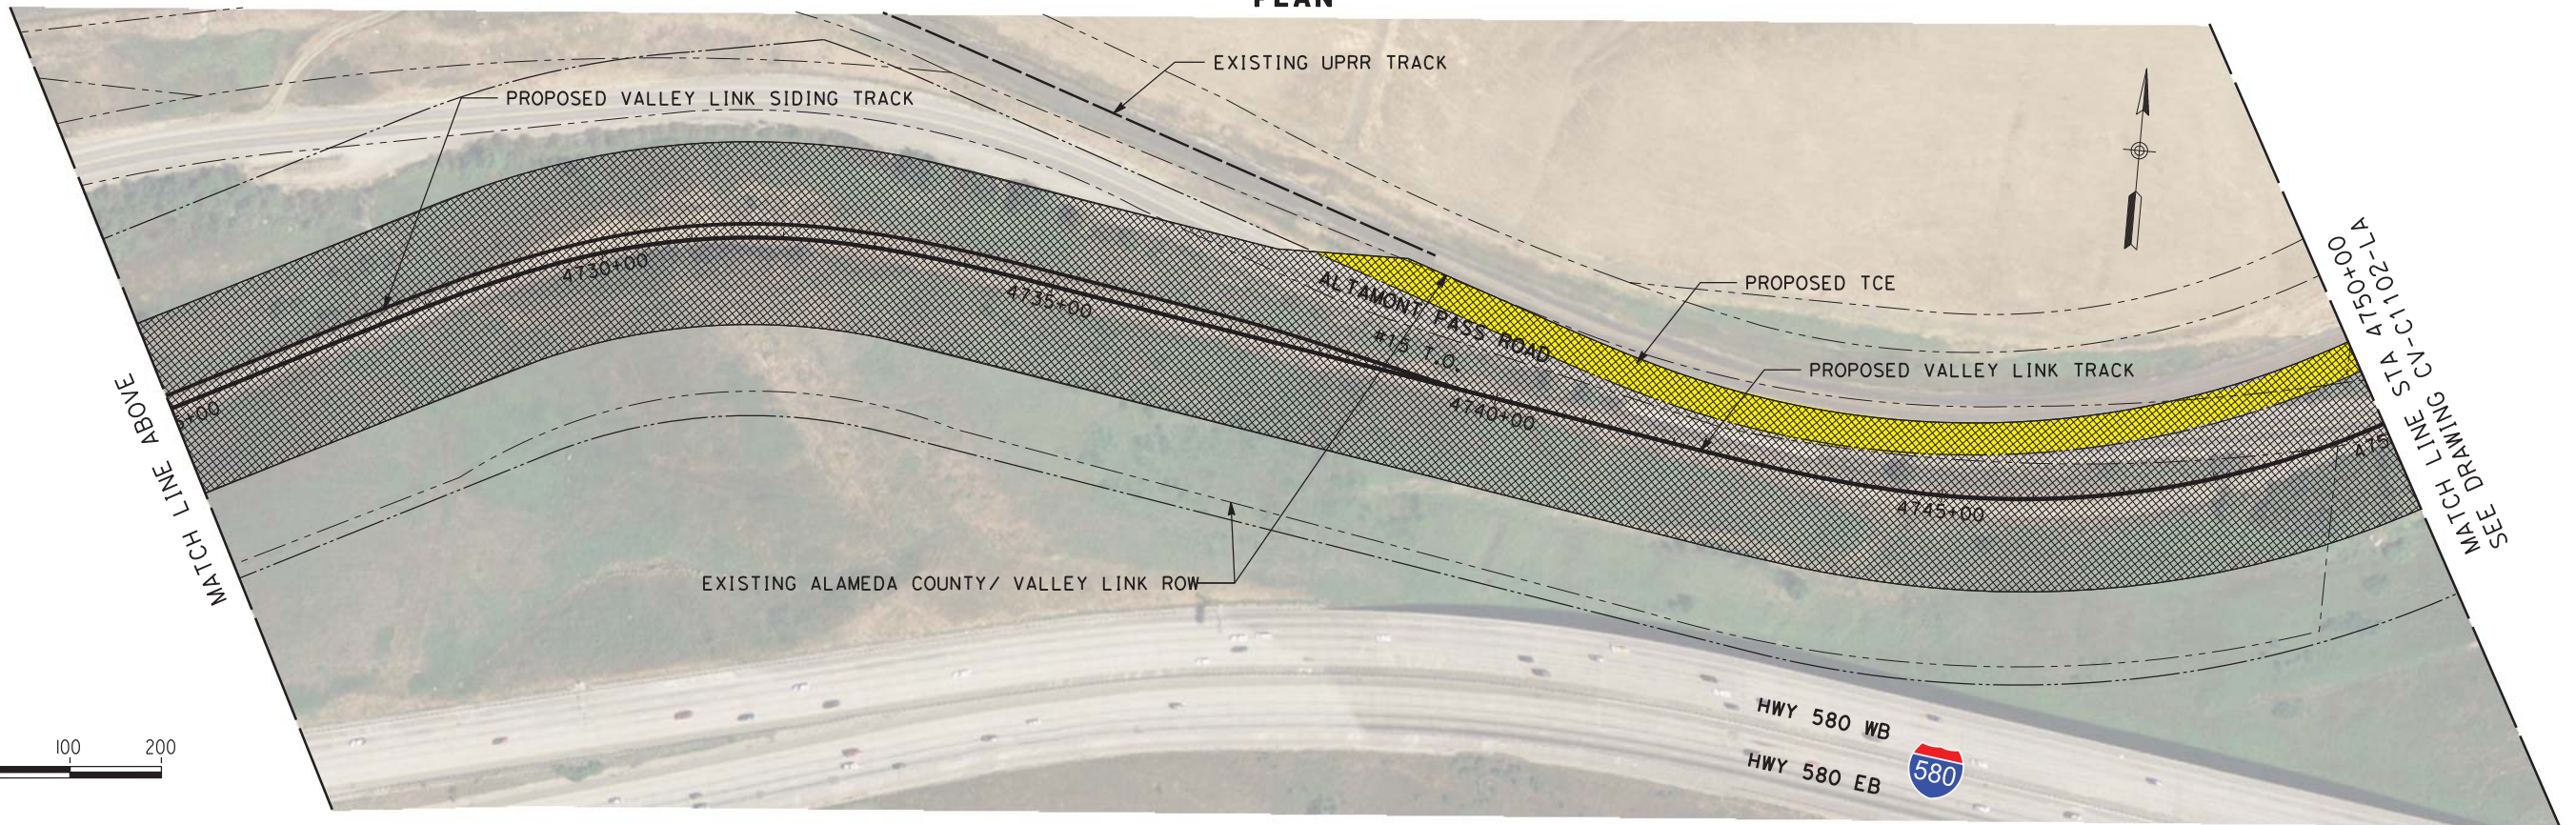 PLAN
EXISTING UPRR TRACK
PROPOSED VALLEY LINK SIDING TRACK
4730+00
4735+00
ALTAMONT PASS ROAD
#15 T.O.
PROPOSED TCE
PROPOSED VALLEY LINK TRACK
4740+00
4745+00
475
+00
MATCH LINE ABOVE
MATCH LINE STA 4750+00
SEE DRAWING CV-C1102-LA
EXISTING ALAMEDA COUNTY/ VALLEY LINK ROW
HWY 580 WB
HWY 580 EB
580
100 200